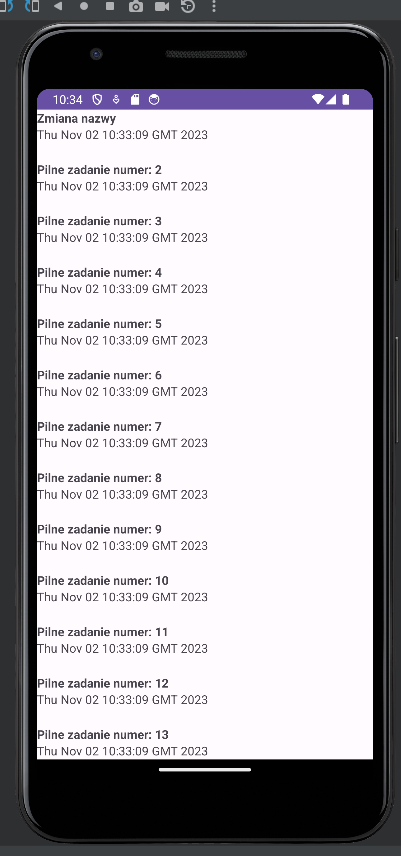 10:34
Zmiana nazwy
Thu Nov 02 10:33:09 GMT 2023
Pilne zadanie numer: 2
Thu Nov 02 10:33:09 GMT 2023
Pilne zadanie numer: 3
Thu Nov 02 10:33:09 GMT 2023
Pilne zadanie numer: 4
Thu Nov 02 10:33:09 GMT 2023
Pilne zadanie numer: 5
Thu Nov 02 10:33:09 GMT 2023
Pilne zadanie numer: 6
Thu Nov 02 10:33:09 GMT 2023
Pilne zadanie numer: 7
Thu Nov 02 10:33:09 GMT 2023
Pilne zadanie numer: 8
Thu Nov 02 10:33:09 GMT 2023
Pilne zadanie numer: 9
Thu Nov 02 10:33:09 GMT 2023
Pilne zadanie numer: 10
Thu Nov 02 10:33:09 GMT 2023
Pilne zadanie numer: 11
Thu Nov 02 10:33:09 GMT 2023
Pilne zadanie numer: 12
Thu Nov 02 10:33:09 GMT 2023
Pilne zadanie numer: 13
Thu Nov 02 10:33:09 GMT 2023